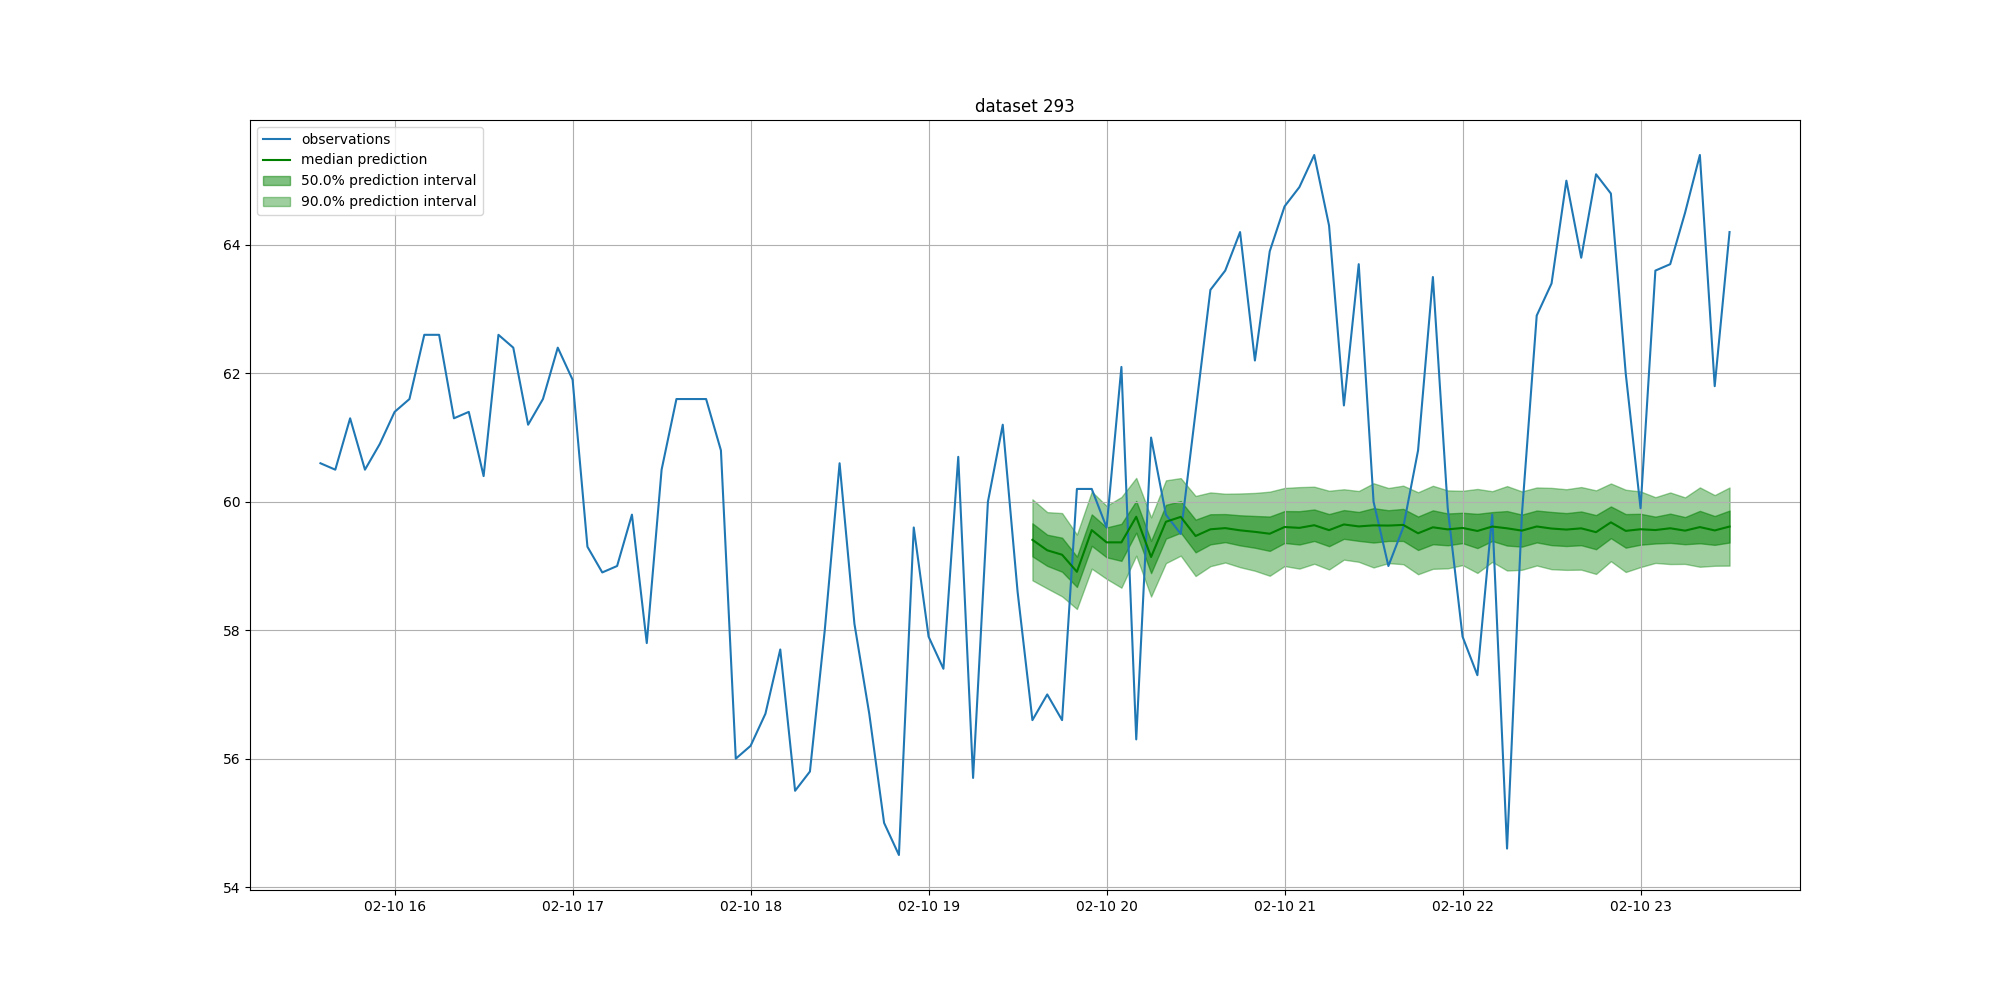 dataset 293
observations
median prediction
50.0% prediction interval
90.0% prediction interval
64
62
60
58
56
54
02-10 16
02-10 17
02-10 18
02-10 19
02-10 20
02-10 21
02-10 22
02-10 23